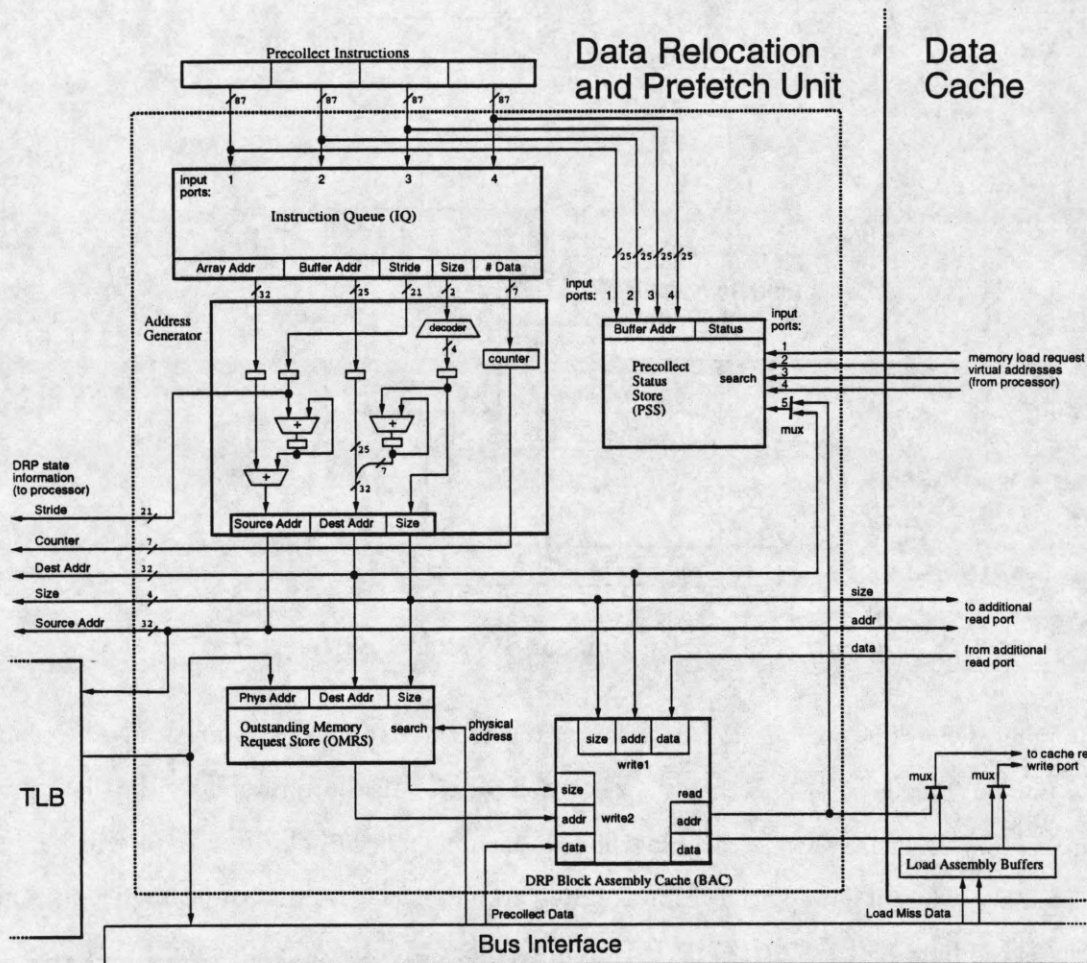 Precollect Instructions
Data Relocation
and Prefetch Unit
Data
Cache
87 87 87 87
input
ports:
1 2 3 4
Instruction Queue (IQ)
Array Addr Buffer Addr Stride Size # Data
32 25 21 2 7
25 25 25 25
input
ports: 1 2 3 4
input
ports:
Address
Generator
decoder
4
counter
Buffer Addr Status
Precollect
Status
Store
(PSS)
search
1
2
3
4
5
mux
memory load request
virtual addresses
(from processor)
+
+
25
7
32
+
DRP state
information
(to processor)
Stride 21
Source Addr Dest Addr Size
Counter 7
Dest Addr 32
Size 4
size
to additional
read port
Source Addr 32
addr
data
from additional
read port
Phys Addr Dest Addr Size
Outstanding Memory
Request Store (OMRS)
search
physical
address
size addr data
write1
TLB
size
addr
data
write2
read
addr
data
mux
mux
to cache re
write port
Load Assembly Buffers
DRP Block Assembly Cache (BAC)
Precollect Data
Load Miss Data
Bus Interface